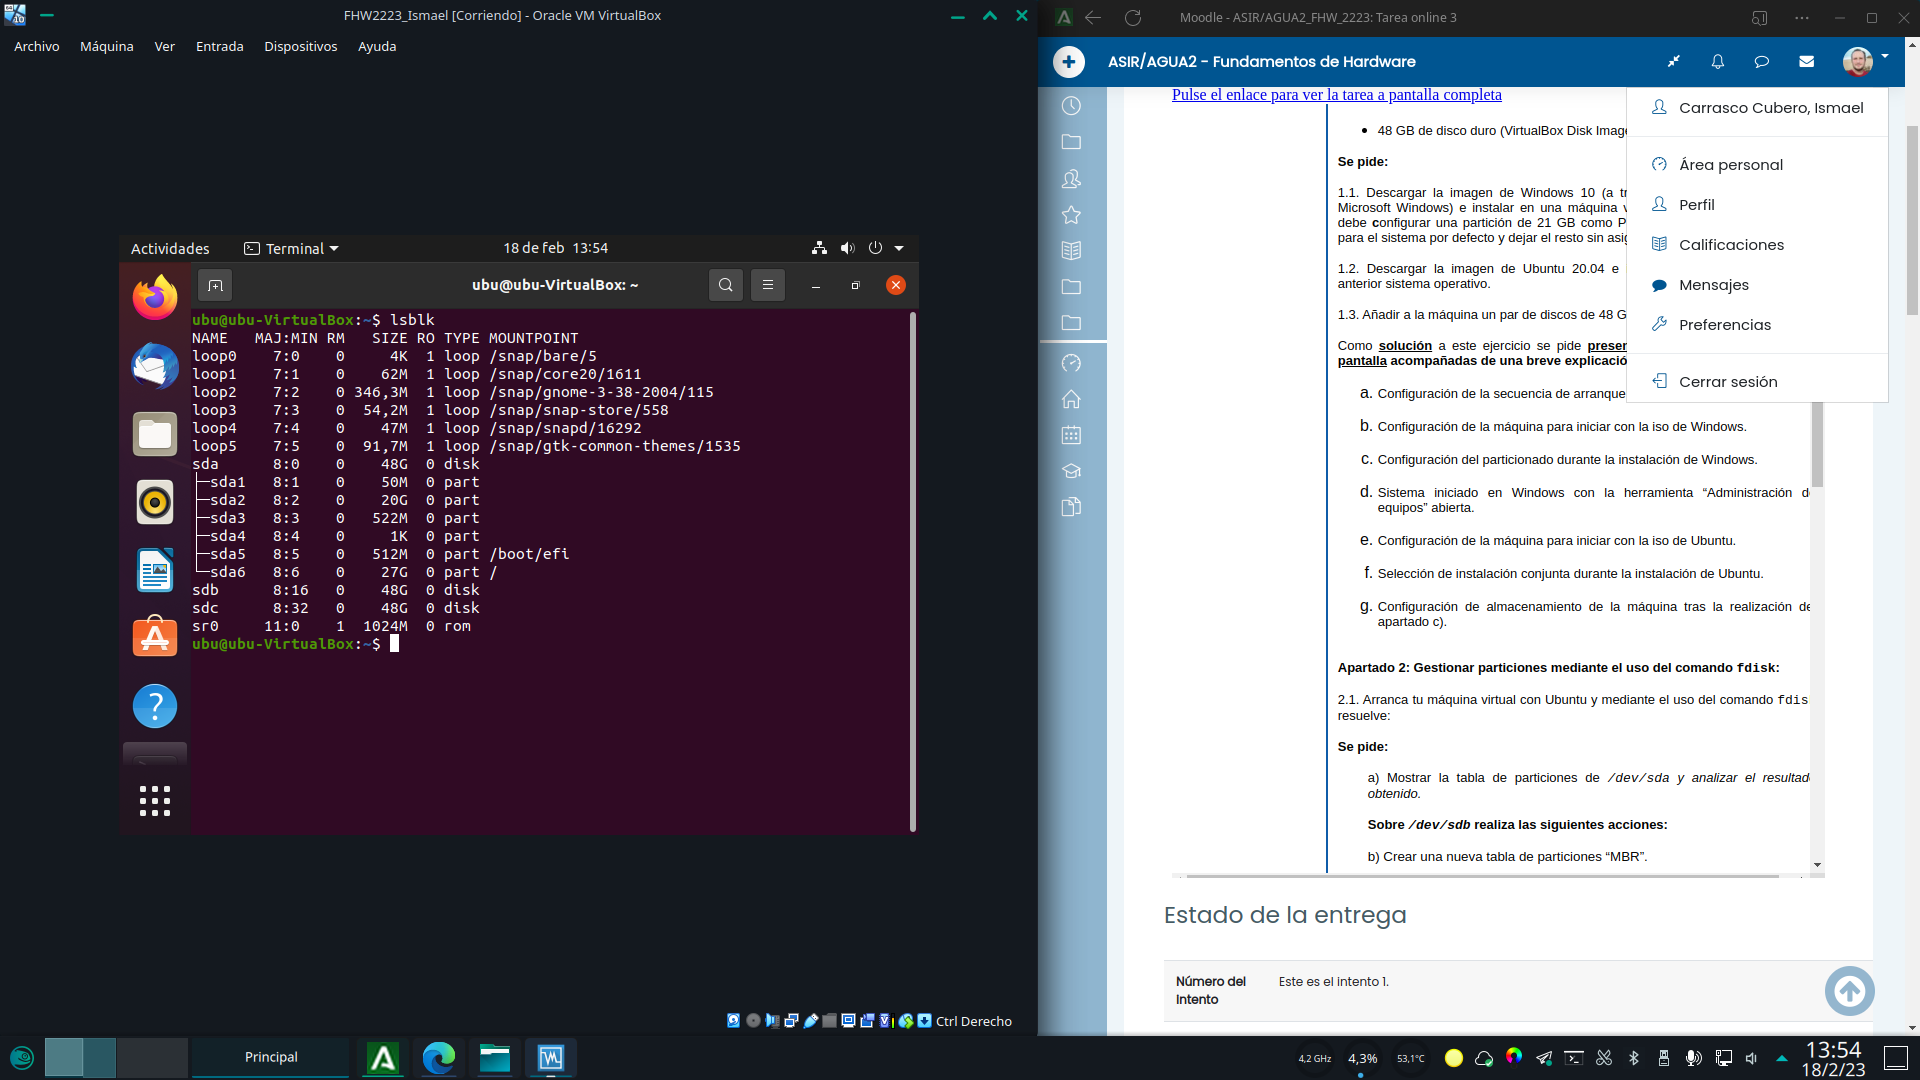 FHW2223_Ismael [Corriendo] - Oracle VM VirtualBox
Archivo Máquina Ver Entrada Dispositivos Ayuda
Actividades Terminal 18 de feb 13:54
ubu@ubu-VirtualBox: ~
ubu@ubu-VirtualBox:~$ lsblk
NAME MAJ:MIN RM SIZE RO TYPE MOUNTPOINT
loop0 7:0 0 4K 1 loop /snap/bare/5
loop1 7:1 0 62M 1 loop /snap/core20/1611
loop2 7:2 0 346,3M 1 loop /snap/gnome-3-38-2004/115
loop3 7:3 0 54,2M 1 loop /snap/snap-store/558
loop4 7:4 0 47M 1 loop /snap/snapd/16292
loop5 7:5 0 91,7M 1 loop /snap/gtk-common-themes/1535
sda 8:0 0 48G 0 disk
├─sda1 8:1 0 50M 0 part
├─sda2 8:2 0 20G 0 part
├─sda3 8:3 0 522M 0 part
├─sda4 8:4 0 1K 0 part
├─sda5 8:5 0 512M 0 part /boot/efi
└─sda6 8:6 0 27G 0 part /
sdb 8:16 0 48G 0 disk
sdc 8:32 0 48G 0 disk
sr0 11:0 1 1024M 0 rom
ubu@ubu-VirtualBox:~$
Ctrl Derecho
Moodle - ASIR/AGUA2_FHW_2223: Tarea online 3
ASIR/AGUA2 - Fundamentos de Hardware
Pulse el enlace para ver la tarea a pantalla completa
• 48 GB de disco duro (VirtualBox Disk Image
Se pide:
1.1. Descargar la imagen de Windows 10 (a tr
Microsoft Windows) e instalar en una máquina v
debe configurar una partición de 21 GB como P
para el sistema por defecto y dejar el resto sin asig
1.2. Descargar la imagen de Ubuntu 20.04 e
anterior sistema operativo.
1.3. Añadir a la máquina un par de discos de 48 G
Como solución a este ejercicio se pide presen
pantalla acompañadas de una breve explicació
a. Configuración de la secuencia de arranque
b. Configuración de la máquina para iniciar con la iso de Windows.
c. Configuración del particionado durante la instalación de Windows.
d. Sistema iniciado en Windows con la herramienta “Administración d
equipos” abierta.
e. Configuración de la máquina para iniciar con la iso de Ubuntu.
f. Selección de instalación conjunta durante la instalación de Ubuntu.
g. Configuración de almacenamiento de la máquina tras la realización de
apartado c).
Apartado 2: Gestionar particiones mediante el uso del comando fdisk:
2.1. Arranca tu máquina virtual con Ubuntu y mediante el uso del comando fdis
resuelve:
Se pide:
a) Mostrar la tabla de particiones de /dev/sda y analizar el resultado
obtenido.
Sobre /dev/sdb realiza las siguientes acciones:
b) Crear una nueva tabla de particiones “MBR”.
Carrasco Cubero, Ismael
Área personal
Perfil
Calificaciones
Mensajes
Preferencias
Cerrar sesión
Estado de la entrega
Número del Intento
Este es el intento 1.
Principal
4,2 GHz 4,3% 53,1°C
13:54
18/2/23